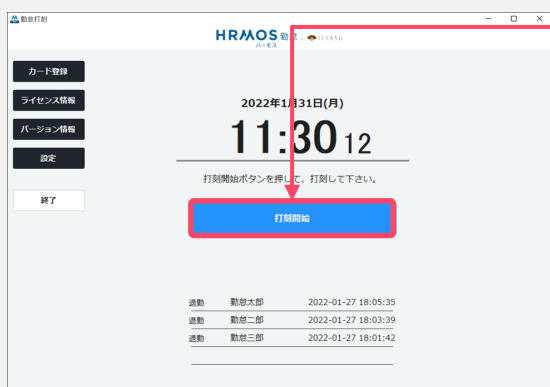 勤怠打刻
HRMOS 勤怠 by IEYASU
ハーモス
カード登録
ライセンス情報
バージョン情報
設定
終了
2022年1月31日(月)
11:30 12
打刻開始ボタンを押して、打刻して下さい。
打刻開始
退勤 勤怠太郎 2022-01-27 18:05:35
退勤 勤怠二郎 2022-01-27 18:03:39
退勤 勤怠三郎 2022-01-27 18:01:42